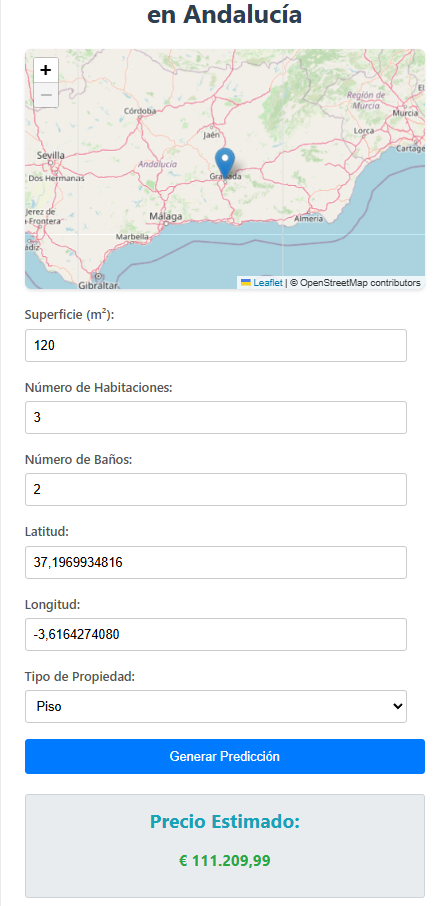 en Andalucía
+
−
Región de
Murcia
Murcia
Córdoba
Lorca
Jaén
Cartage
Sevilla
Andalucía
Granada
Dos Hermanas
Jerez de
a Frontera
Málaga
Almería
Marbella
ádiz
Gibraltar
Leaflet | © OpenStreetMap contributors
Superficie (m²):
120
Número de Habitaciones:
3
Número de Baños:
2
Latitud:
37,1969934816
Longitud:
-3,6164274080
Tipo de Propiedad:
Piso
Generar Predicción
Precio Estimado:
€ 111.209,99